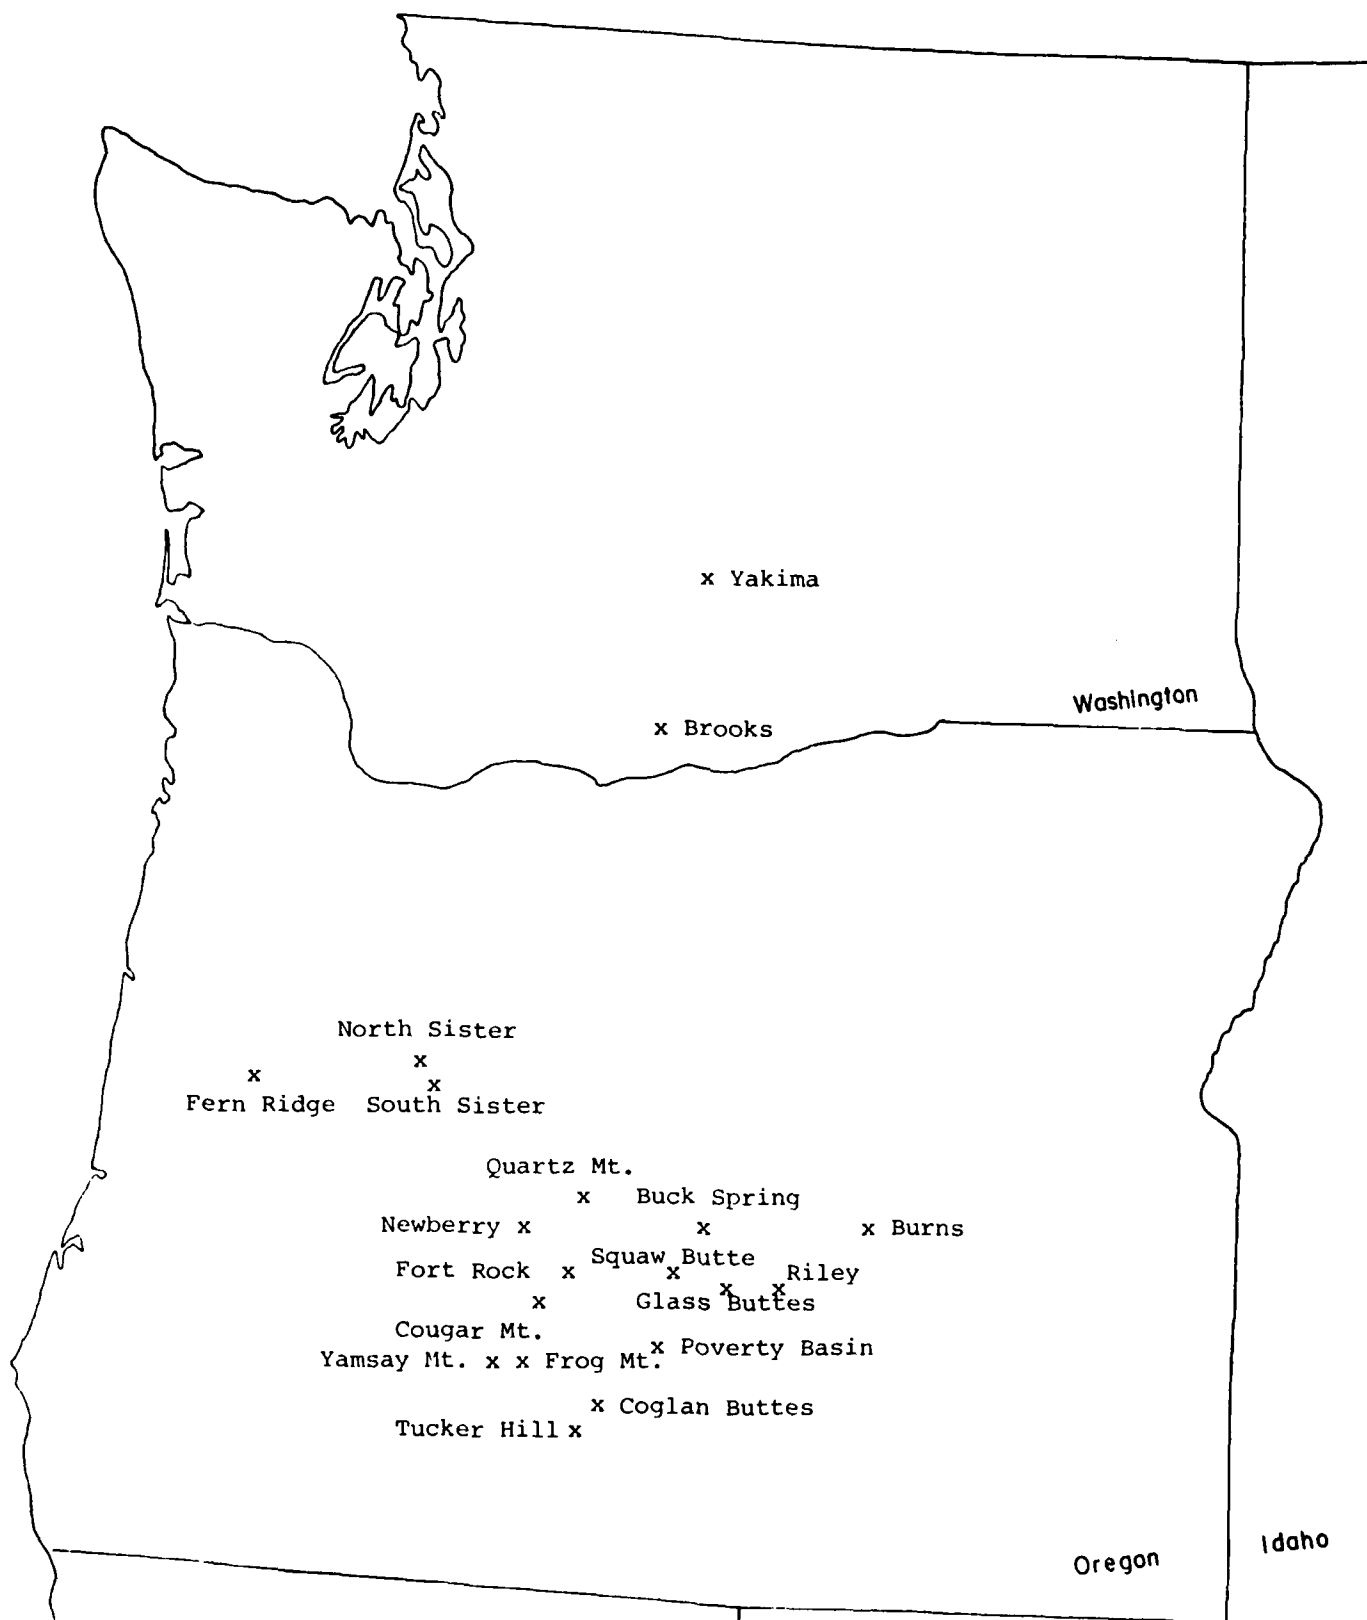 x Yakima
Washington
x Brooks
North Sister
x
x
x
Fern Ridge South Sister
Quartz Mt.
x Buck Spring
Newberry x
x
x Burns
Squaw Butte
Fort Rock x
x
Riley
x
x
x
Glass Buttes
Cougar Mt.
x Poverty Basin
Yamsay Mt. x x Frog Mt.
x Coglan Buttes
Tucker Hill x
Oregon
Idaho